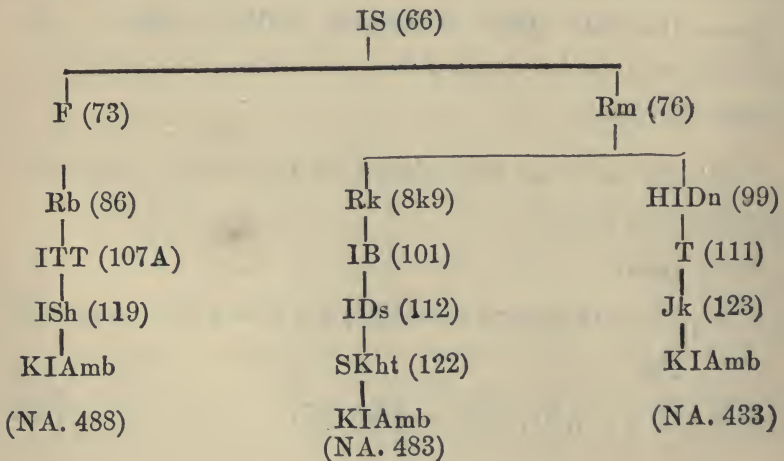 IS (66)
F (73) Rm (76)
Rb (86) Rk (8k9) HIDn (99)
ITT (107A) IB (101) T (111)
ISh (119) IDs (112) Jk (123)
KIAmb SKht (122) KIAmb
(NA. 488) KIAmb (NA. 433)
(NA. 483)